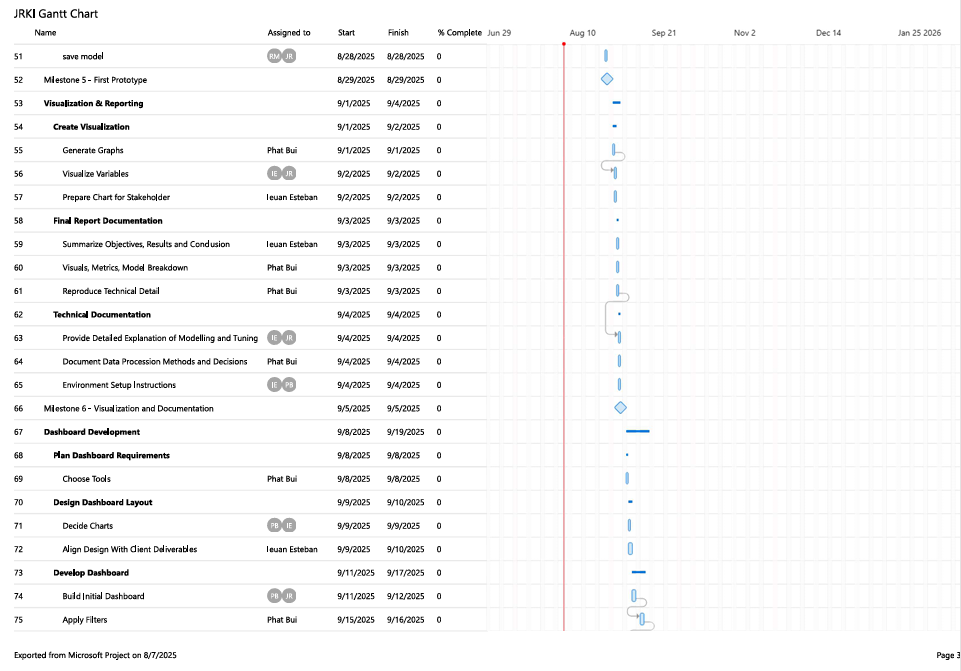 JRKI Gantt Chart
Name Assigned to Start Finish % Complete Jun 29 Aug 10 Sep 21 Nov 2 Dec 14 Jan 25 2026
51 save model RM JR 8/28/2025 8/28/2025 0
52 Milestone 5 - First Prototype 8/29/2025 8/29/2025 0
53 Visualization & Reporting 9/1/2025 9/4/2025 0
54 Create Visualization 9/1/2025 9/2/2025 0
55 Generate Graphs Phat Bui 9/1/2025 9/1/2025 0
56 Visualize Variables IE JR 9/2/2025 9/2/2025 0
57 Prepare Chart for Stakeholder Ieuan Esteban 9/2/2025 9/2/2025 0
58 Final Report Documentation 9/3/2025 9/3/2025 0
59 Summarize Objectives, Results and Conclusion Ieuan Esteban 9/3/2025 9/3/2025 0
60 Visuals, Metrics, Model Breakdown Phat Bui 9/3/2025 9/3/2025 0
61 Reproduce Technical Detail Phat Bui 9/3/2025 9/3/2025 0
62 Technical Documentation 9/4/2025 9/4/2025 0
63 Provide Detailed Explanation of Modelling and Tuning IE JR 9/4/2025 9/4/2025 0
64 Document Data Procession Methods and Decisions Phat Bui 9/4/2025 9/4/2025 0
65 Environment Setup Instructions IE PB 9/4/2025 9/4/2025 0
66 Milestone 6 - Visualization and Documentation 9/5/2025 9/5/2025 0
67 Dashboard Development 9/8/2025 9/19/2025 0
68 Plan Dashboard Requirements 9/8/2025 9/8/2025 0
69 Choose Tools Phat Bui 9/8/2025 9/8/2025 0
70 Design Dashboard Layout 9/9/2025 9/10/2025 0
71 Decide Charts PB IE 9/9/2025 9/9/2025 0
72 Align Design With Client Deliverables Ieuan Esteban 9/9/2025 9/10/2025 0
73 Develop Dashboard 9/11/2025 9/17/2025 0
74 Build Initial Dashboard PB JR 9/11/2025 9/12/2025 0
75 Apply Filters Phat Bui 9/15/2025 9/16/2025 0
Exported from Microsoft Project on 8/7/2025 Page 3